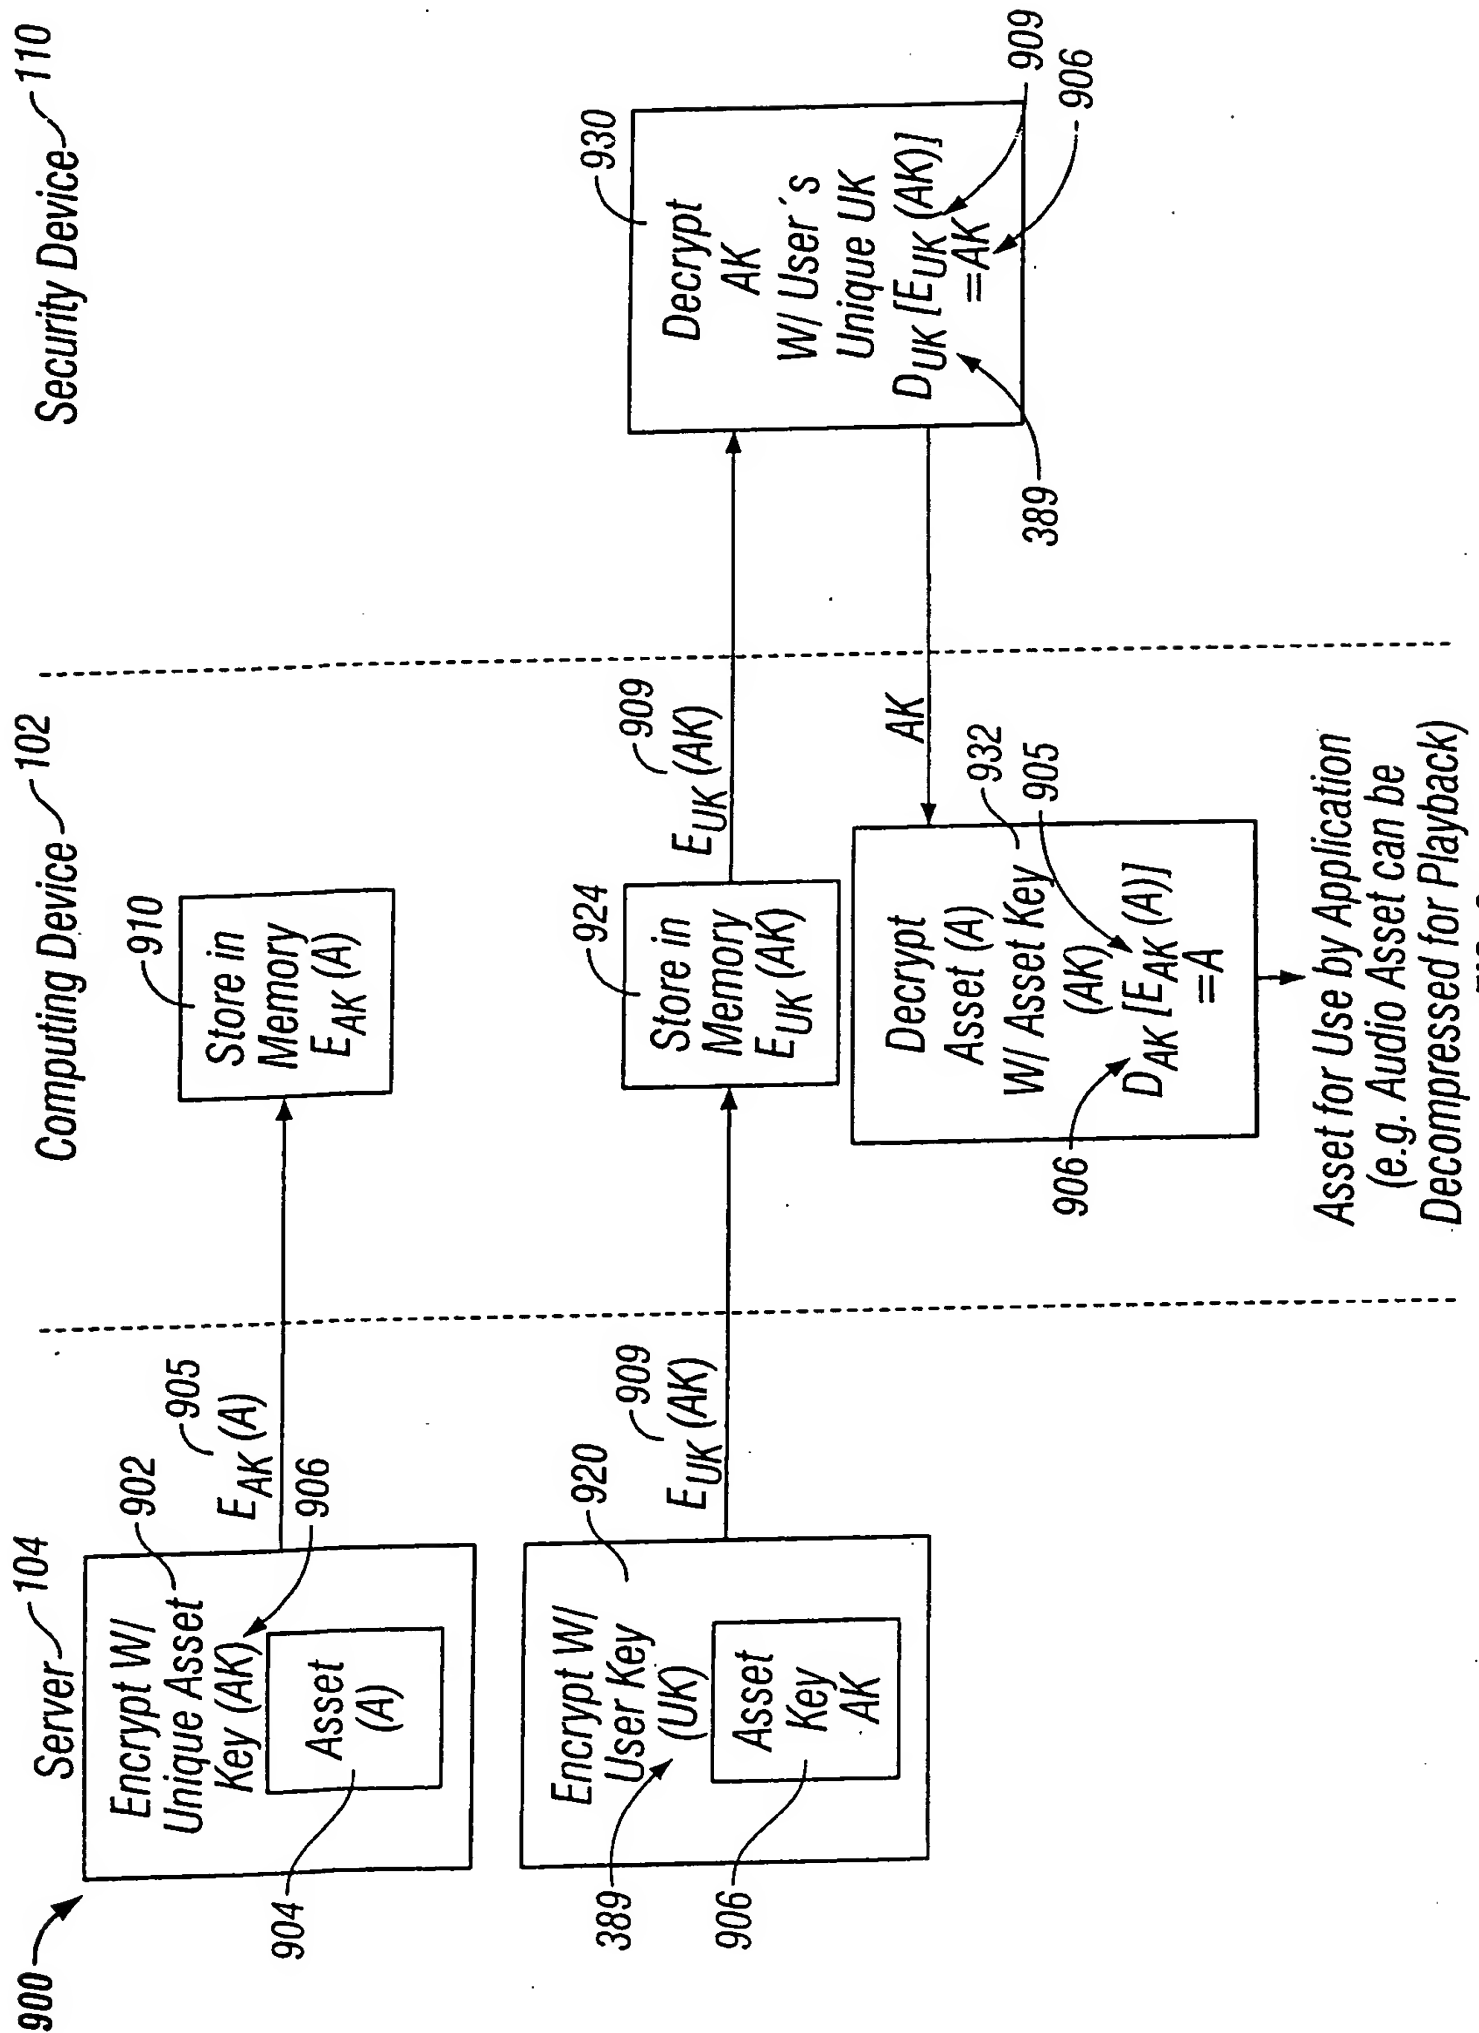 900
Server 104
Encrypt W/
Unique Asset
Key (AK)
902
906
Asset
(A)
904
E_AK (A)
905
Encrypt W/
User Key
(UK)
920
389
Asset
Key
AK
906
E_UK (AK)
909
Computing Device 102
910
Store in
Memory
E_AK (A)
924
Store in
Memory
E_UK (AK)
E_UK (AK)
909
AK
932
905
Decrypt
Asset (A)
W/ Asset Key
(AK)
D_AK [E_AK (A)]
=A
906
Asset for Use by Application
(e.g. Audio Asset can be
Decompressed for Playback)
Security Device 110
930
Decrypt
AK
W/ User´s
Unique UK
D_UK [E_UK (AK)]
=AK
389
909
906